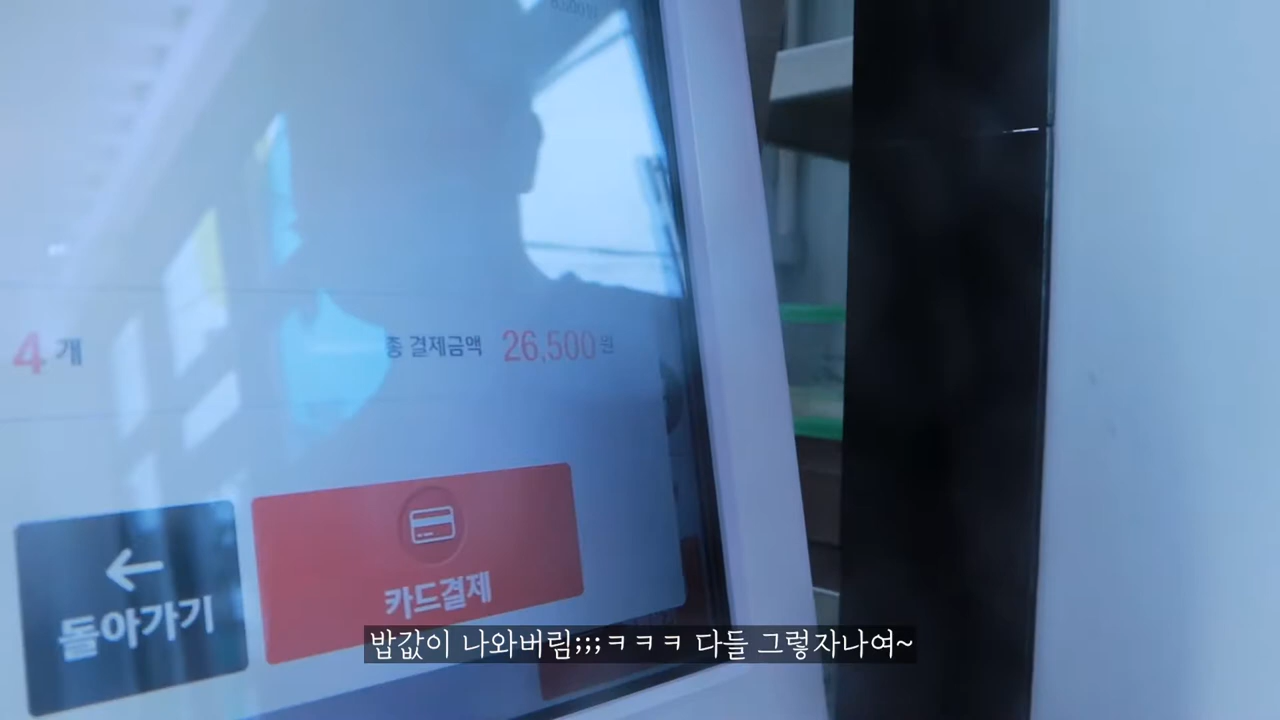 4 개
총 결제금액 26,500 원
돌아가기
카드결제
밥값이 나와버림;;;ㅋㅋㅋ 다들 그렇자나여~